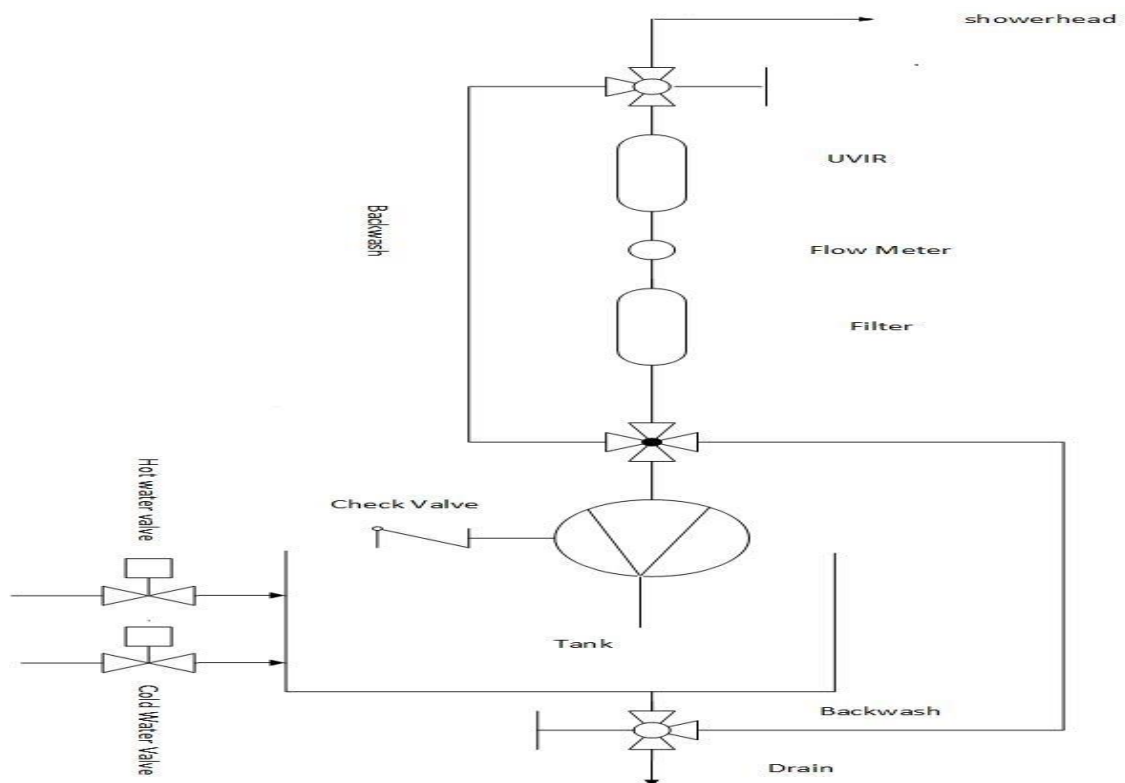 showerhead
UVIR
Backwash
Flow Meter
Filter
Hot water valve
Check Valve
Tank
Cold Water Valve
Backwash
Drain